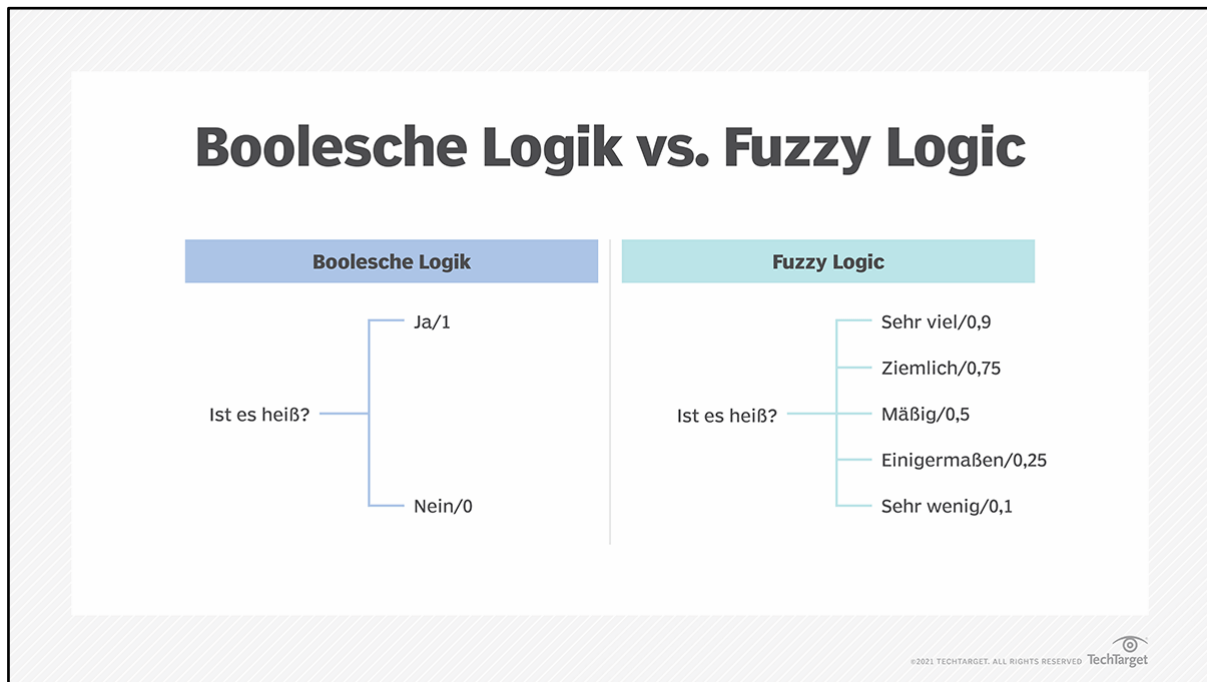 Boolesche Logik vs. Fuzzy Logic
Boolesche Logik
Ist es heiß?
Ja/1
Nein/0
Fuzzy Logic
Ist es heiß?
Sehr viel/0,9
Ziemlich/0,75
Mäßig/0,5
Einigermaßen/0,25
Sehr wenig/0,1
©2021 TECHTARGET. ALL RIGHTS RESERVED TechTarget